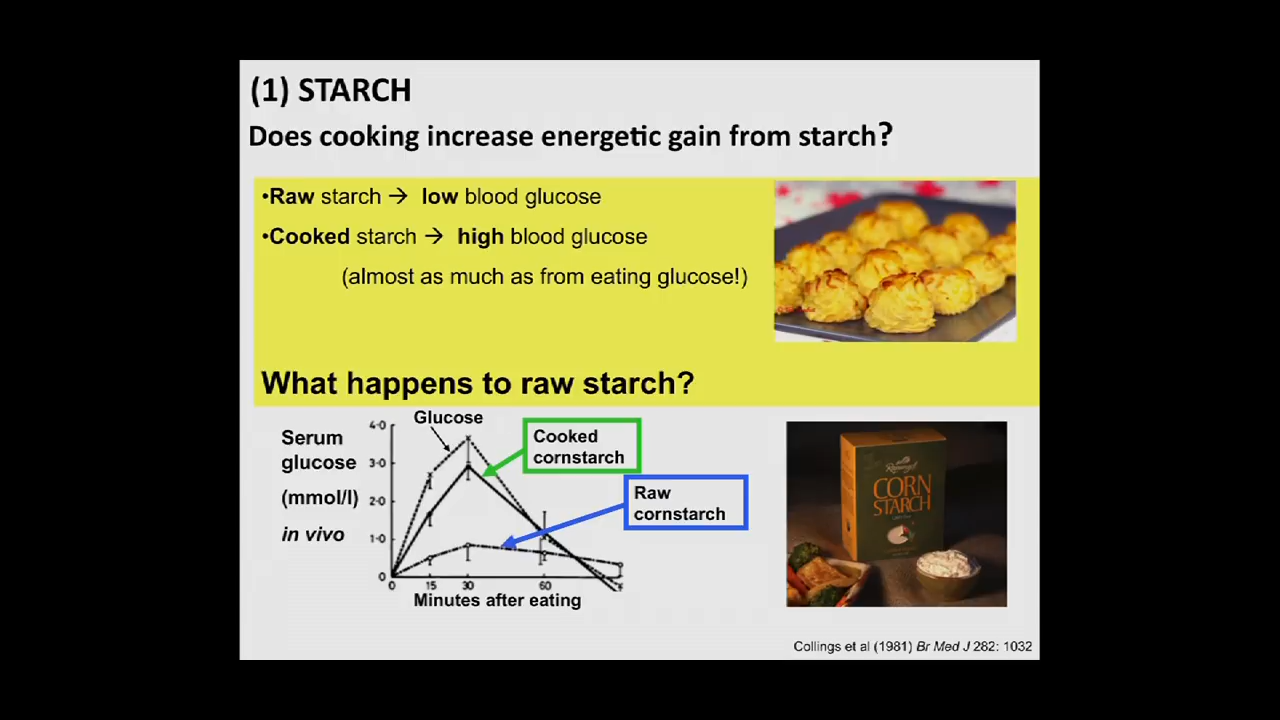 (1) STARCH
Does cooking increase energetic gain from starch?
•Raw starch → low blood glucose
•Cooked starch → high blood glucose
(almost as much as from eating glucose!)
What happens to raw starch?
Serum
glucose
(mmol/l)
in vivo
4·0
3·0
2·0
1·0
0
Glucose
Cooked
cornstarch
Raw
cornstarch
0 15 30 60
Minutes after eating
CORN
STARCH
Collings et al (1981) Br Med J 282: 1032